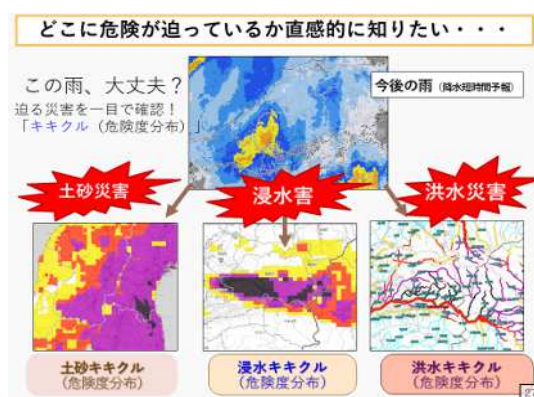 どこに危険が迫っているか直感的に知りたい・・・
この雨、大丈夫？
迫る災害を一目で確認！
「キキクル（危険度分布）」
今後の雨（降水短時間予報）
土砂災害
浸水害
洪水災害
土砂キキクル
（危険度分布）
浸水キキクル
（危険度分布）
洪水キキクル
（危険度分布）